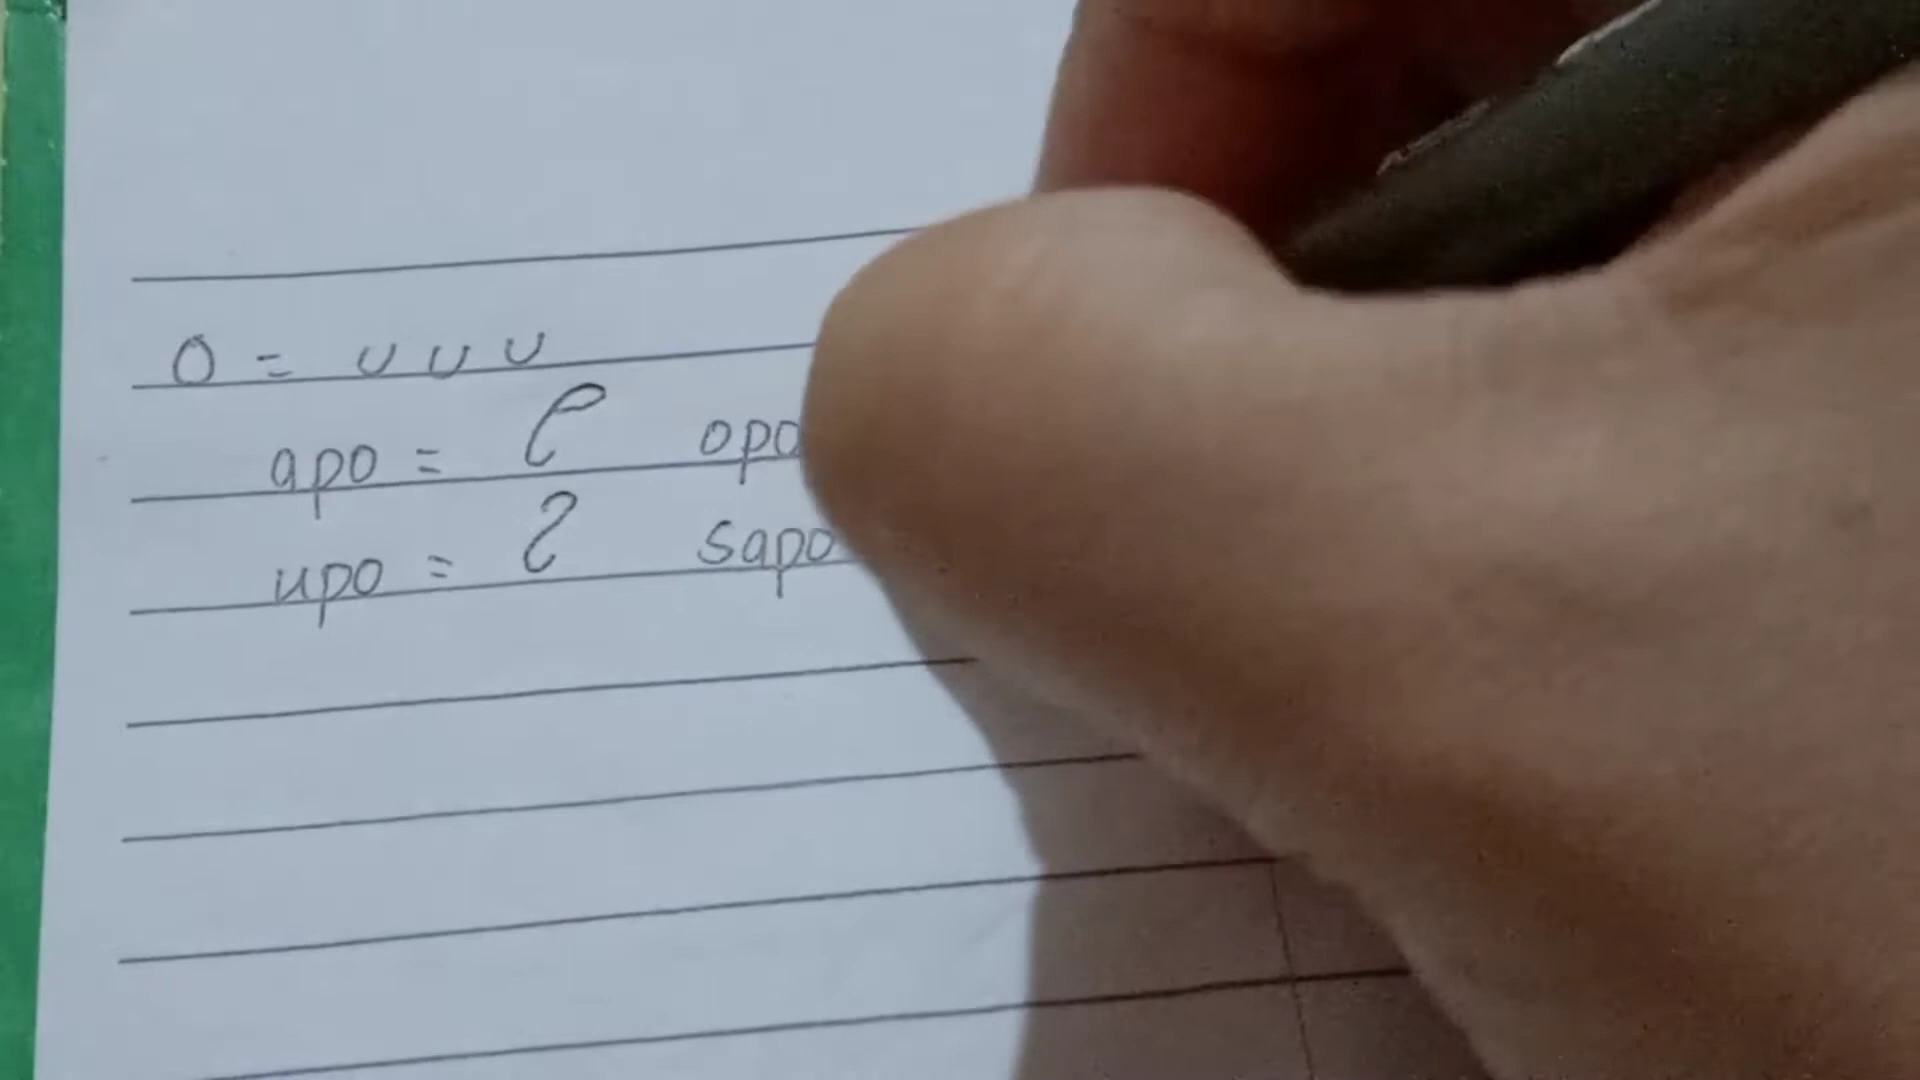 O = u u u
apo = opo
upo = sapo